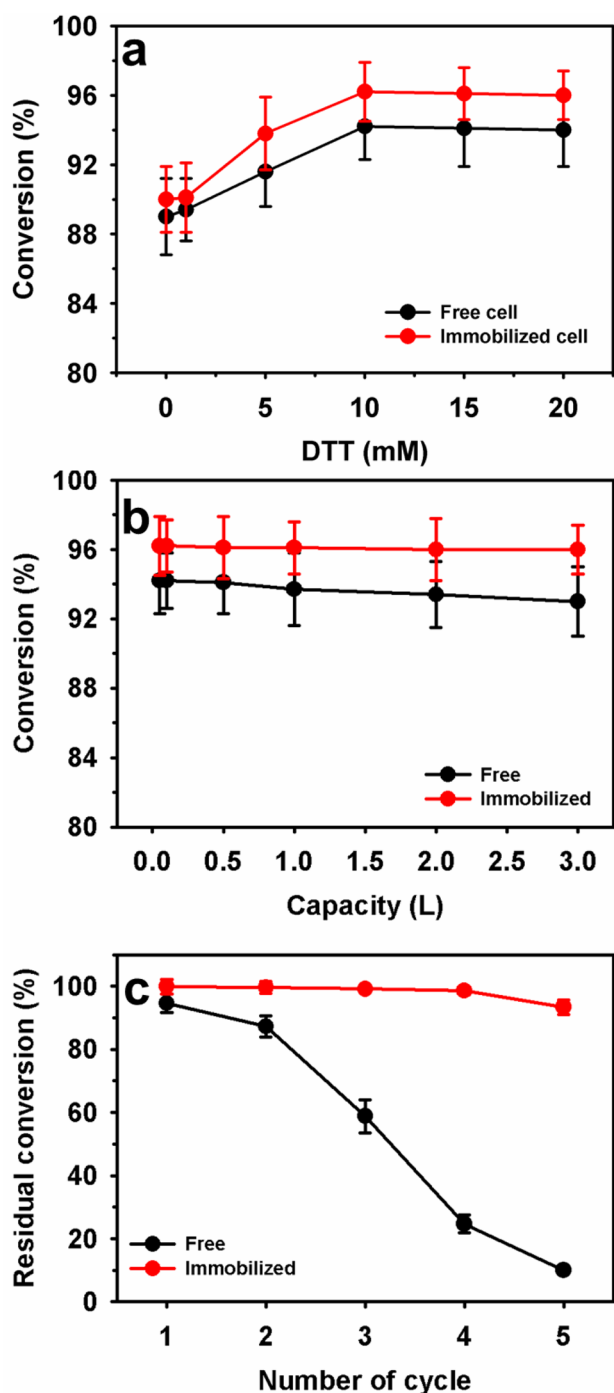 a
100
96
92
88
84
80
Conversion (%)
Free cell
Immobilized cell
0 5 10 15 20
DTT (mM)
b
100
96
92
88
84
80
Conversion (%)
Free
Immobilized
0.0 0.5 1.0 1.5 2.0 2.5 3.0
Capacity (L)
c
100
80
60
40
20
0
Residual conversion (%)
Free
Immobilized
1 2 3 4 5
Number of cycle